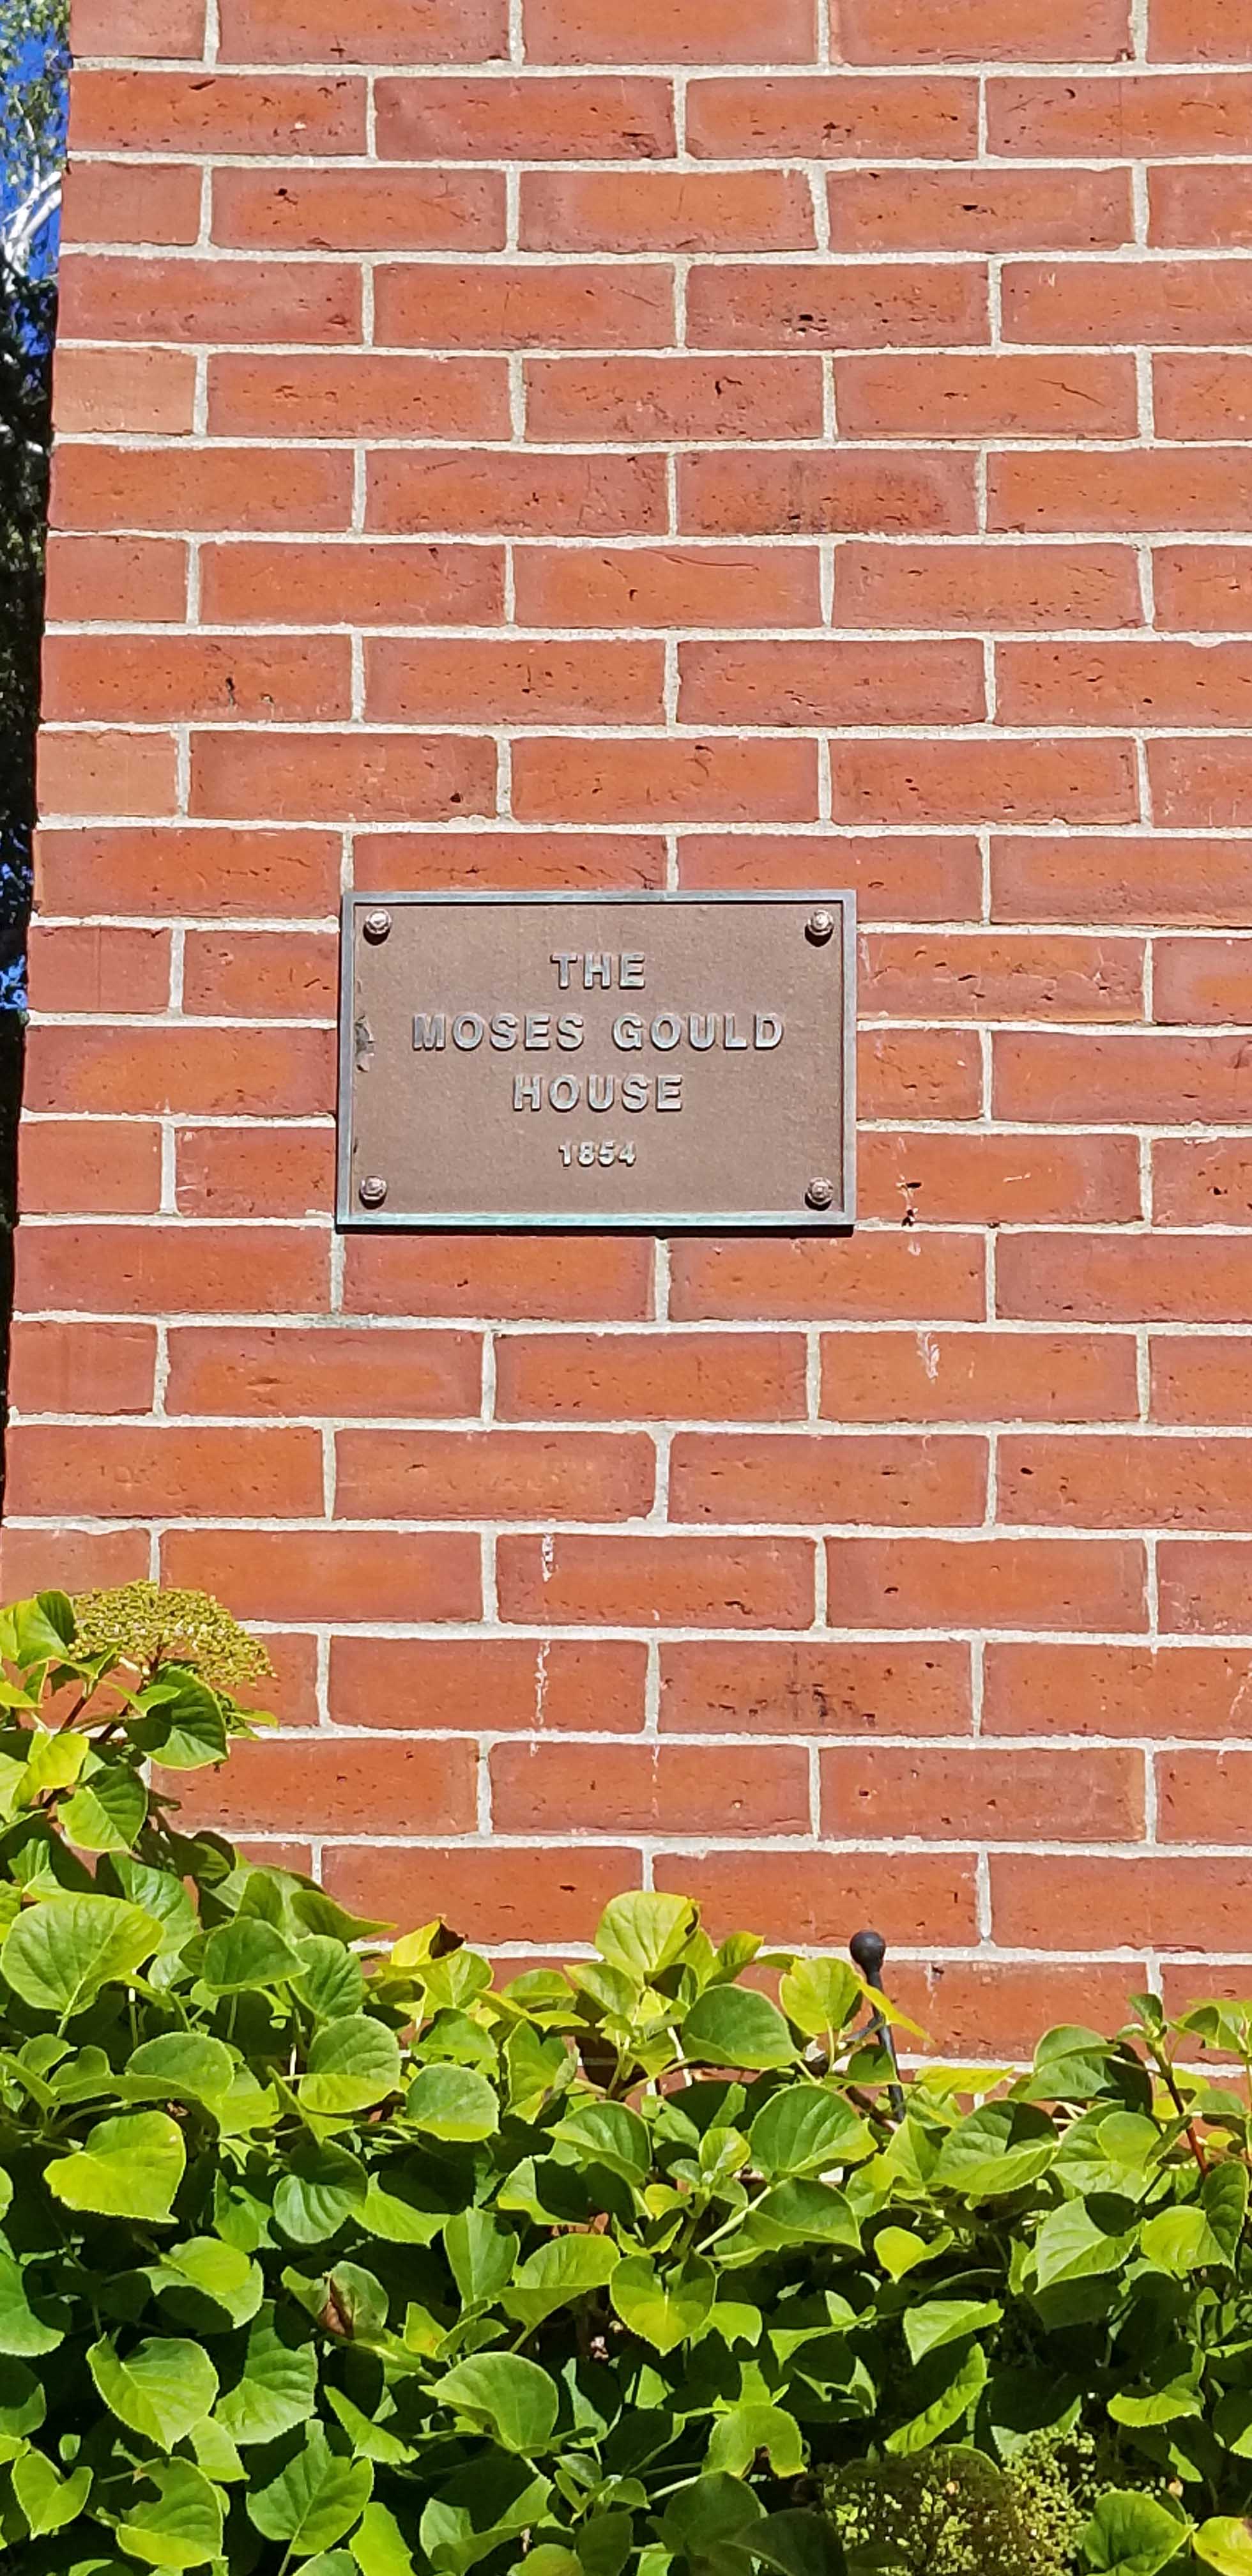 THE
MOSES GOULD
HOUSE
1854